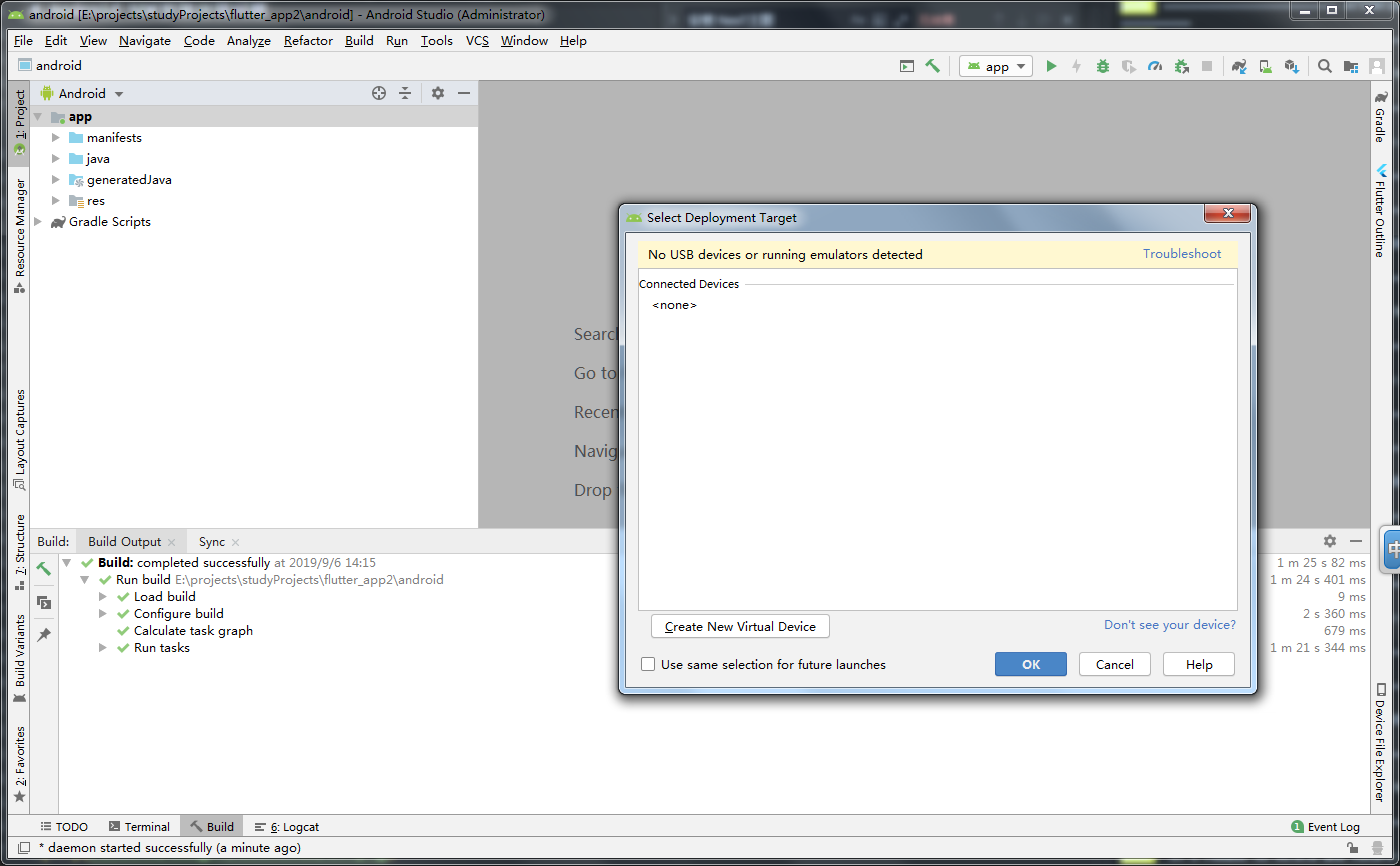 android [E:\projects\studyProjects\flutter_app2\android] - Android Studio (Administrator)
File Edit View Navigate Code Analyze Refactor Build Run Tools VCS Window Help
android
app
1: Project
Resource Manager
Layout Captures
7: Structure
Build Variants
2: Favorites
Android
app
manifests
java
generatedJava
res
Gradle Scripts
Searc
Go to
Recen
Navig
Drop
Select Deployment Target
No USB devices or running emulators detected
Troubleshoot
Connected Devices
<none>
Create New Virtual Device
Don't see your device?
Use same selection for future launches
OK
Cancel
Help
Gradle
Flutter Outline
Device File Explorer
中
Build:
Build Output
Sync
Build: completed successfully at 2019/9/6 14:15
1 m 25 s 82 ms
Run build E:\projects\studyProjects\flutter_app2\android
1 m 24 s 401 ms
Load build
9 ms
Configure build
2 s 360 ms
Calculate task graph
679 ms
Run tasks
1 m 21 s 344 ms
TODO
Terminal
Build
6: Logcat
1 Event Log
* daemon started successfully (a minute ago)